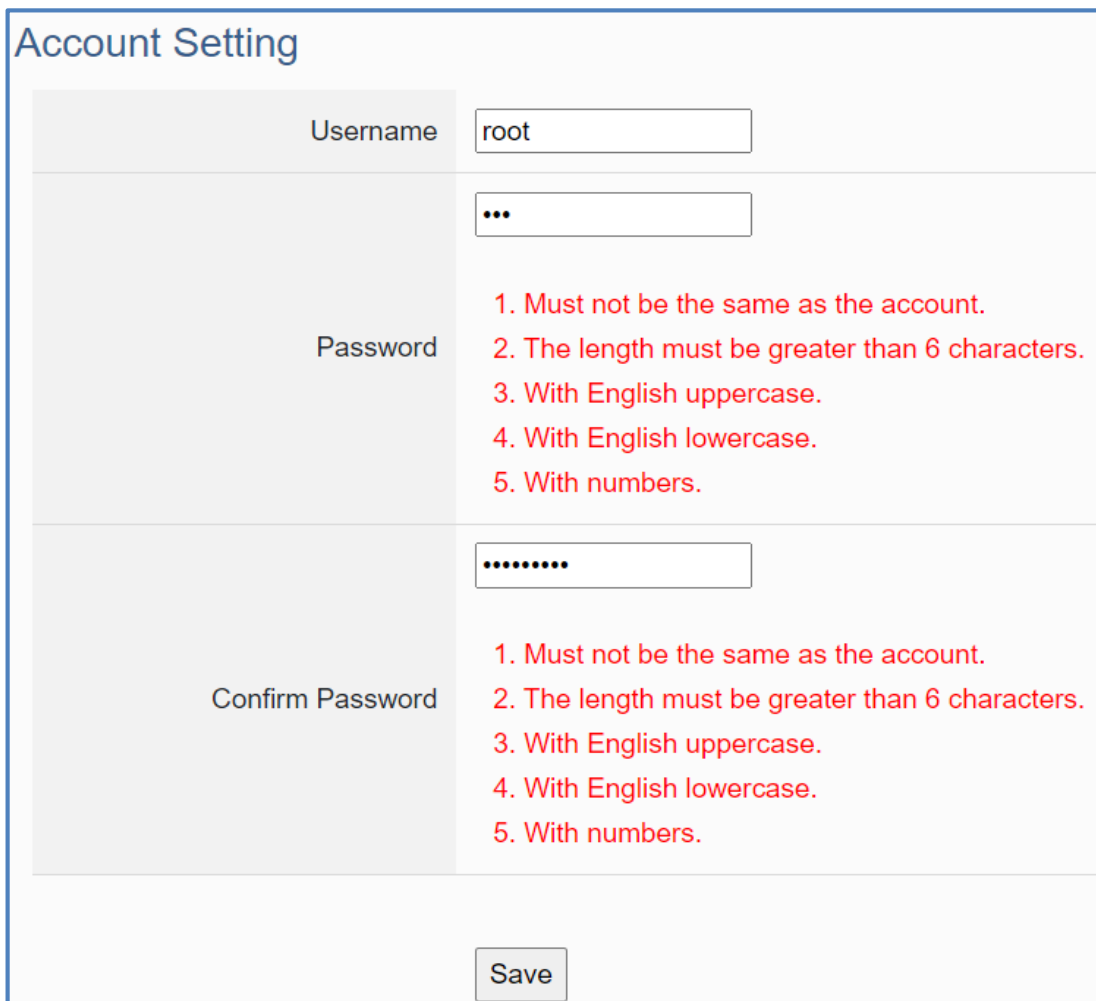 Account Setting
Username
root
Password
•••
1. Must not be the same as the account.
2. The length must be greater than 6 characters.
3. With English uppercase.
4. With English lowercase.
5. With numbers.
Confirm Password
•••••••••
1. Must not be the same as the account.
2. The length must be greater than 6 characters.
3. With English uppercase.
4. With English lowercase.
5. With numbers.
Save